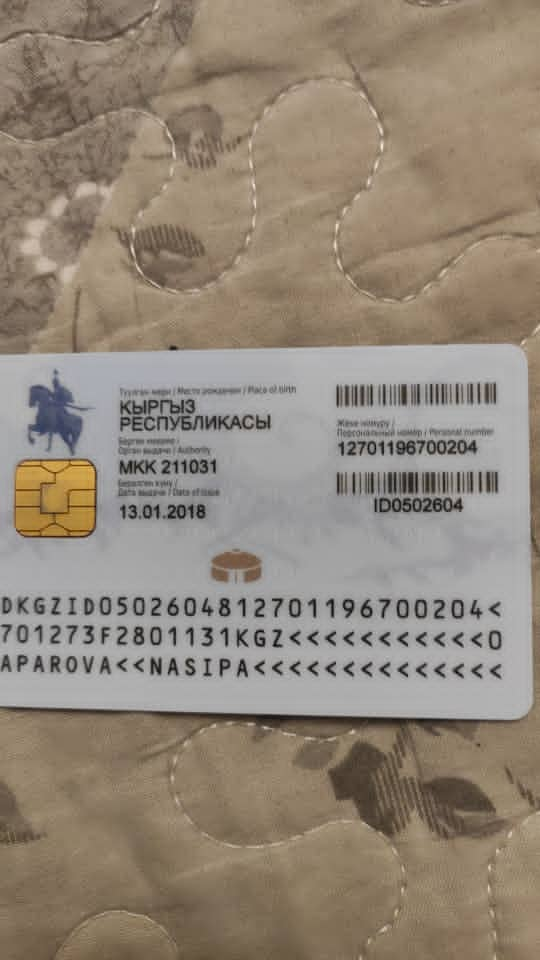 Туулган жери / Место рождения / Place of birth
КЫРГЫЗ
РЕСПУБЛИКАСЫ
Берген мекеме /
Орган выдачи / Authority
МКК 211031
Берилген күнү /
Дата выдачи / Date of issue
13.01.2018
Жеке номуру /
Персональный номер / Personal number
12701196700204
ID0502604
DKGZID0502604812701196700204<
701273F2801131KGZ<<<<<<<<<<<0
APAROVA<<NASIPA<<<<<<<<<<<<<<